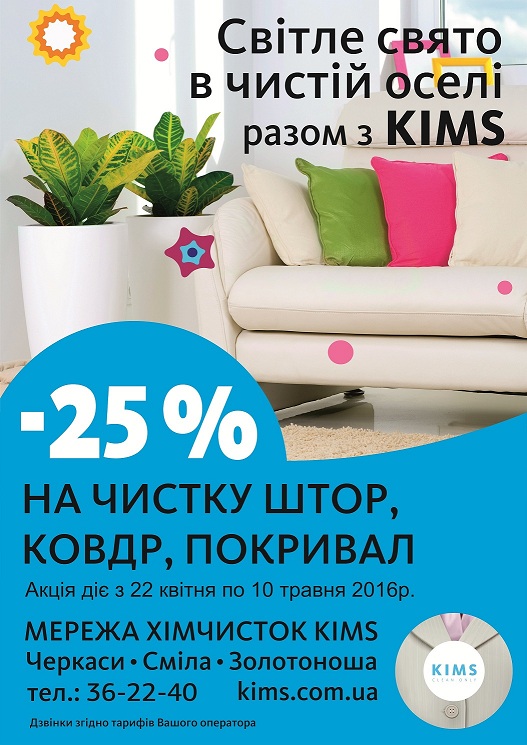 Світле свято
в чистій оселі
разом з KIMS
-25%
НА ЧИСТКУ ШТОР,
КОВДР, ПОКРИВАЛ
Акція діє з 22 квітня по 10 травня 2016р.
МЕРЕЖА ХІМЧИСТОК KIMS
Черкаси • Сміла • Золотоноша
тел.: 36-22-40 kims.com.ua
Дзвінки згідно тарифів Вашого оператора
KIMS
CLEAN ONLY